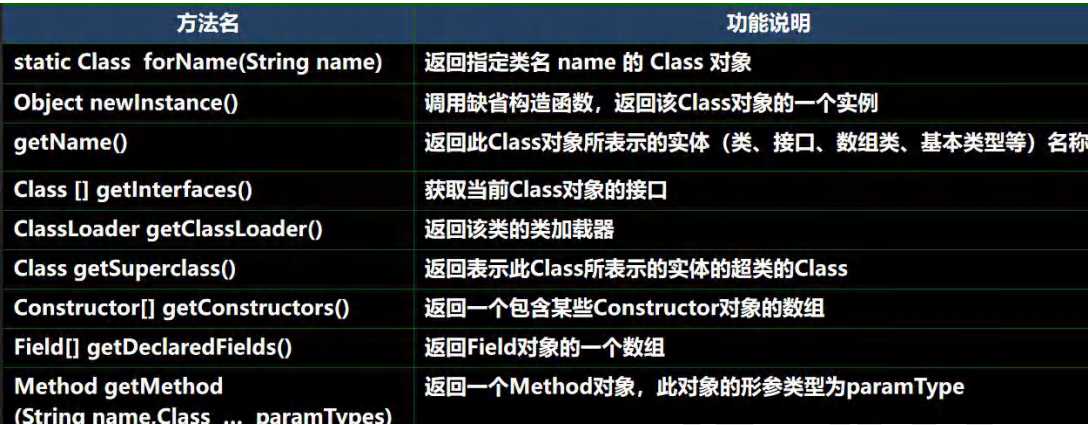 方法名 功能说明
static Class forName(String name) 返回指定类名 name 的 Class 对象
Object newInstance() 调用缺省构造函数，返回该Class对象的一个实例
getName() 返回此Class对象所表示的实体（类、接口、数组类、基本类型等）名称
Class [] getInterfaces() 获取当前Class对象的接口
ClassLoader getClassLoader() 返回该类的类加载器
Class getSuperclass() 返回表示此Class所表示的实体的超类的Class
Constructor[] getConstructors() 返回一个包含某些Constructor对象的数组
Field[] getDeclaredFields() 返回Field对象的一个数组
Method getMethod 返回一个Method对象，此对象的形参类型为paramType
(String name,Class … paramTypes)